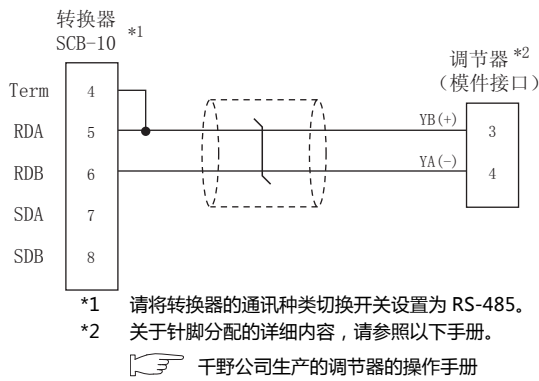 转换器
SCB-10 *1
调节器 *2
（模件接口）
Term 4
RDA 5 YB(+) 3
RDB 6 YA(-) 4
SDA 7
SDB 8
*1 请将转换器的通讯种类切换开关设置为 RS-485。
*2 关于针脚分配的详细内容，请参照以下手册。
千野公司生产的调节器的操作手册